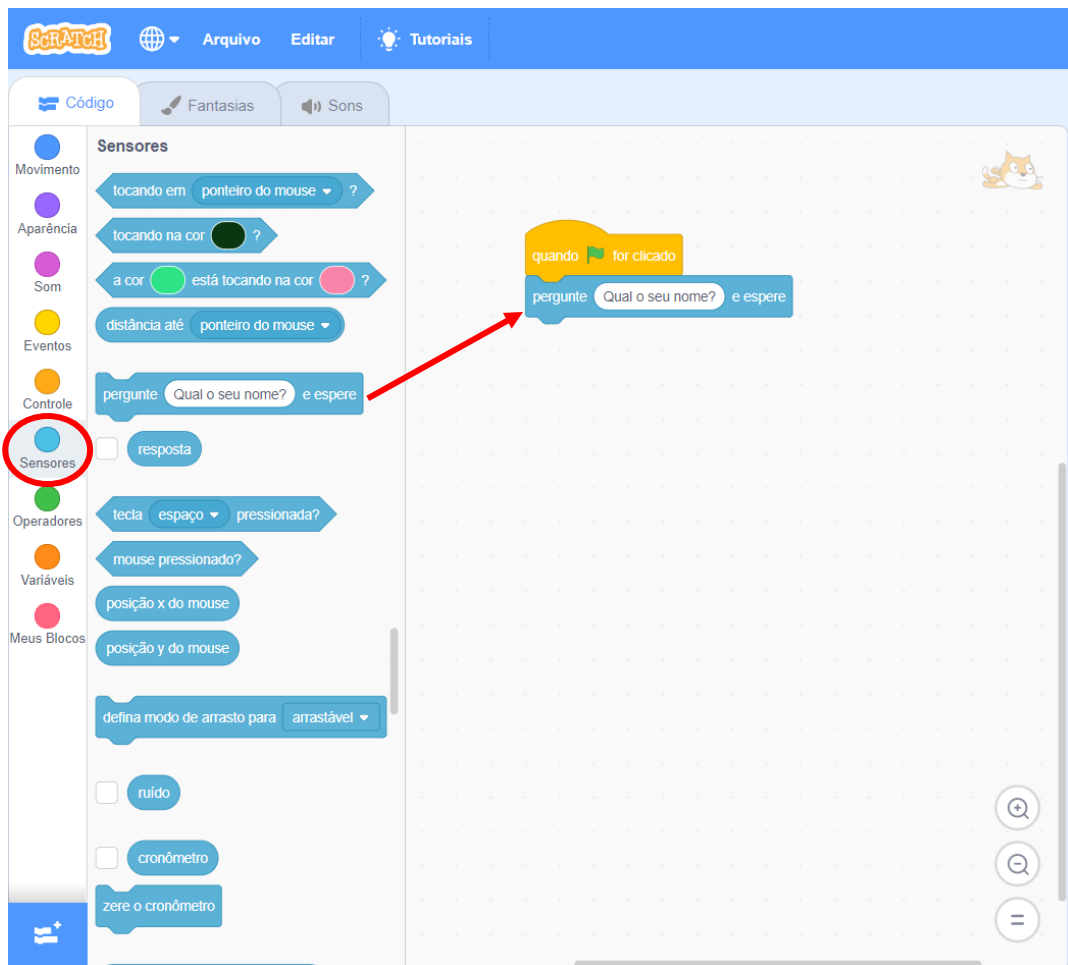 SCRATCH Arquivo Editar Tutoriais
Código Fantasias Sons
Movimento
Aparência
Som
Eventos
Controle
Sensores
Operadores
Variáveis
Meus Blocos
Sensores
tocando em ponteiro do mouse ?
tocando na cor ?
a cor está tocando na cor ?
distância até ponteiro do mouse
pergunte Qual o seu nome? e espere
resposta
tecla espaço pressionada?
mouse pressionado?
posição x do mouse
posição y do mouse
defina modo de arrasto para arrastável
ruído
cronômetro
zere o cronômetro
quando for clicado
pergunte Qual o seu nome? e espere